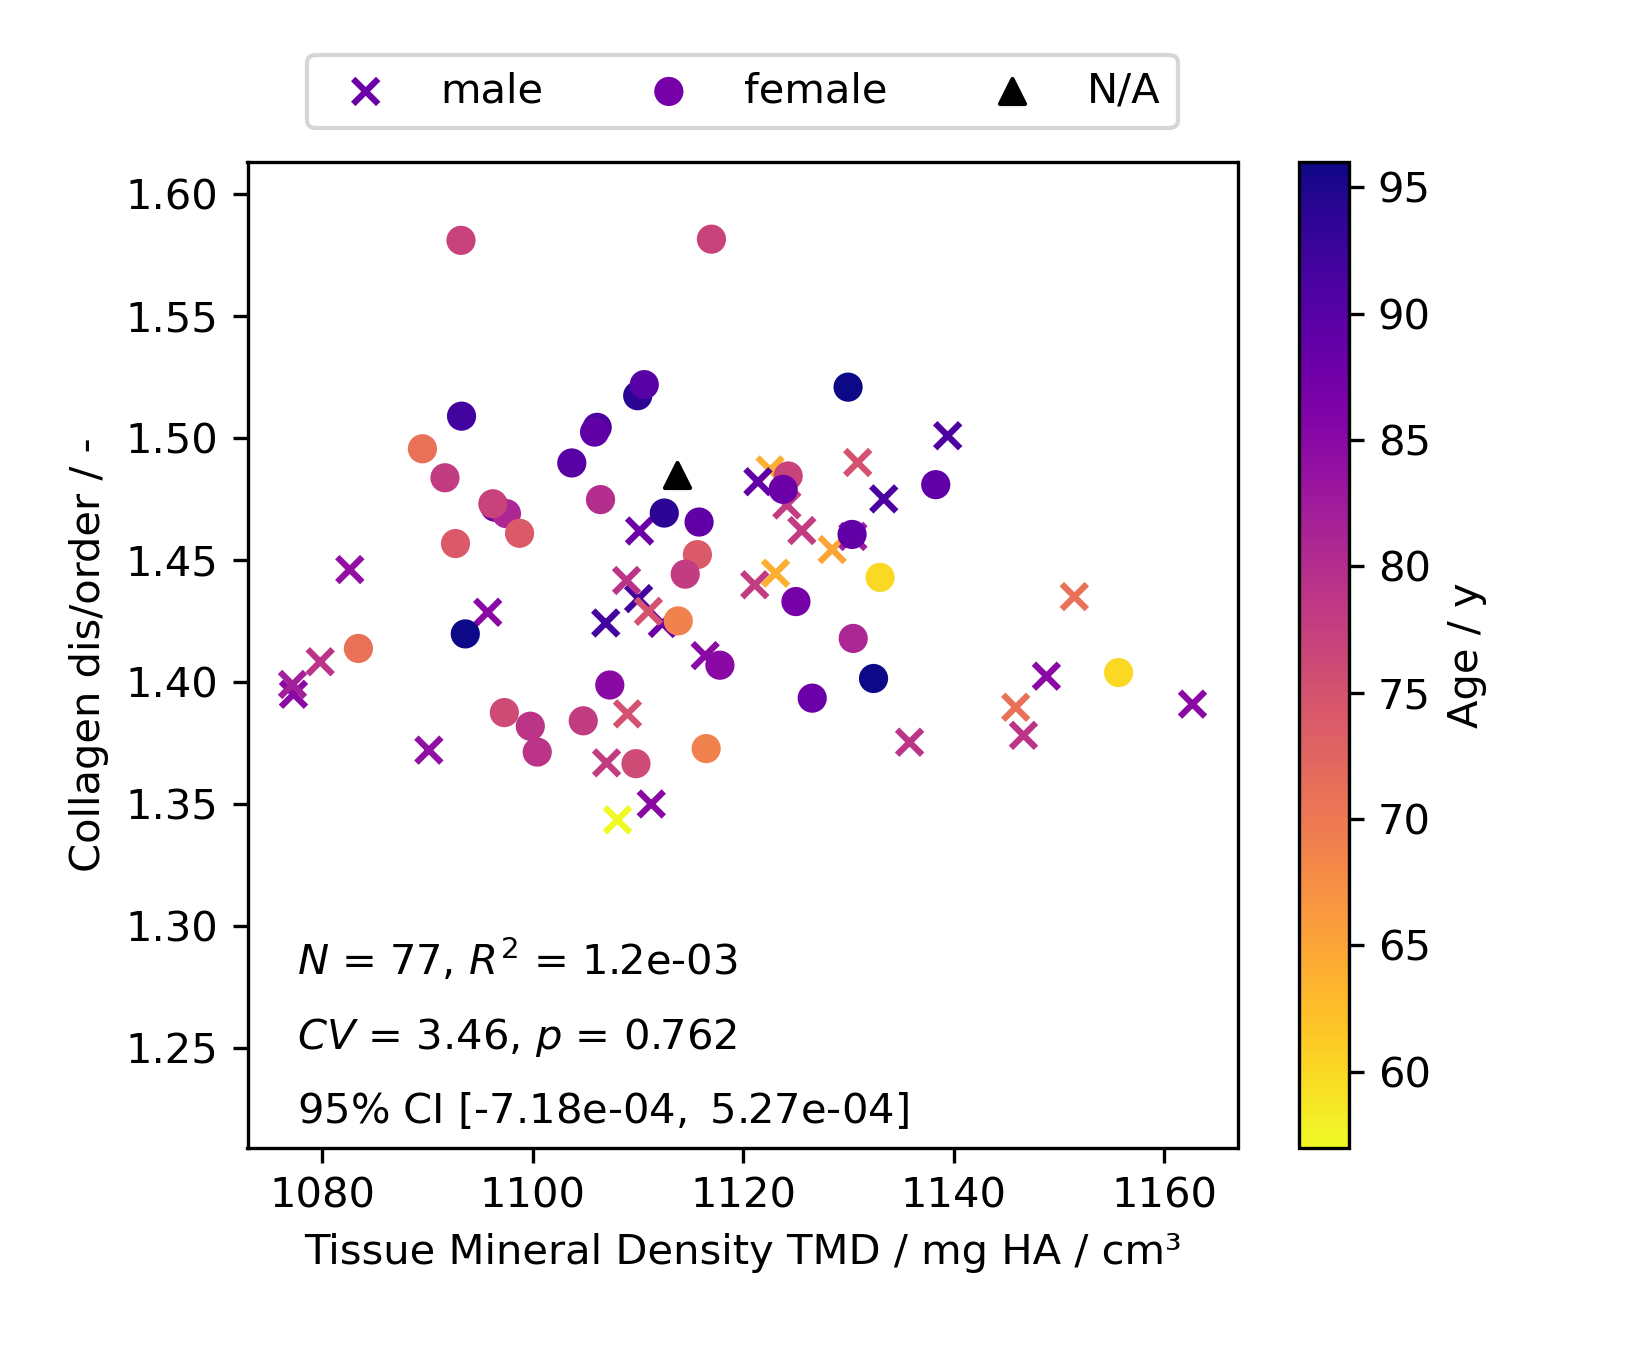 male female N/A
1.60
1.55
1.50
1.45
1.40
1.35
1.30
1.25
Collagen dis/order / -
N = 77, R² = 1.2e-03
CV = 3.46, p = 0.762
95% CI [-7.18e-04, 5.27e-04]
1080 1100 1120 1140 1160
Tissue Mineral Density TMD / mg HA / cm³
95
90
85
80
75
70
65
60
Age / y